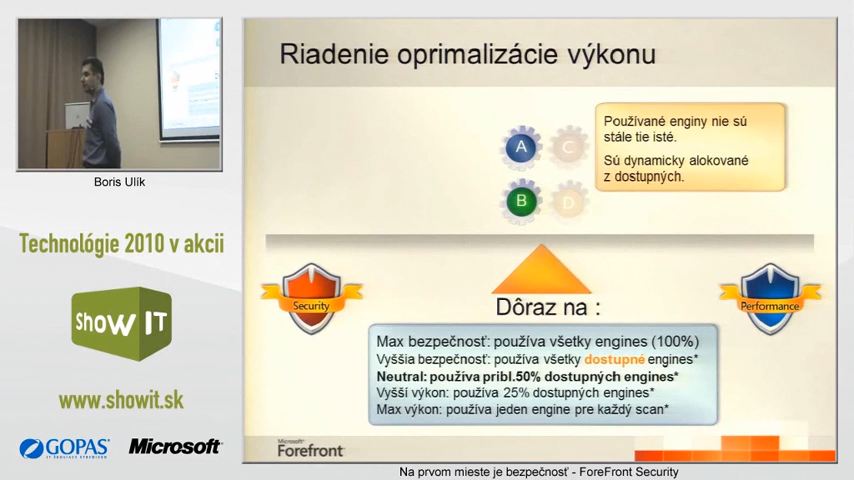 Riadenie oprimalizácie výkonu
A
C
B
D
Používané enginy nie sú
stále tie isté.
Sú dynamicky alokované
z dostupných.
Security
Performance
Dôraz na :
Max bezpečnosť: používa všetky engines (100%)
Vyššia bezpečnosť: používa všetky dostupné engines*
Neutral: používa pribl.50% dostupných engines*
Vyšší výkon: používa 25% dostupných engines*
Max výkon: používa jeden engine pre každý scan*
Microsoft
Forefront
Boris Ulík
Technológie 2010 v akcii
Show IT
www.showit.sk
GOPAS
Microsoft
Na prvom mieste je bezpečnosť - ForeFront Security